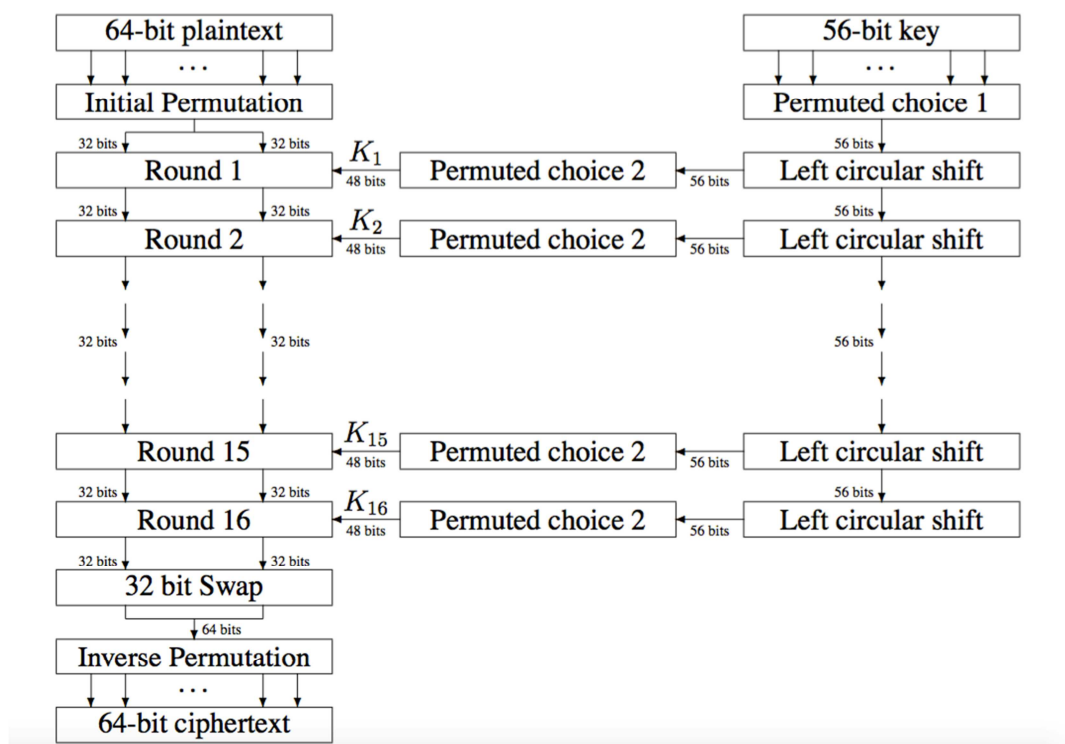 64-bit plaintext
56-bit key
...
...
Initial Permutation
Permuted choice 1
32 bits
32 bits
56 bits
Round 1
K1
48 bits
Permuted choice 2
56 bits
Left circular shift
32 bits
32 bits
56 bits
Round 2
K2
48 bits
Permuted choice 2
56 bits
Left circular shift
32 bits
32 bits
56 bits
Round 15
K15
48 bits
Permuted choice 2
56 bits
Left circular shift
32 bits
32 bits
56 bits
Round 16
K16
48 bits
Permuted choice 2
56 bits
Left circular shift
32 bits
32 bits
32 bit Swap
64 bits
Inverse Permutation
...
64-bit ciphertext